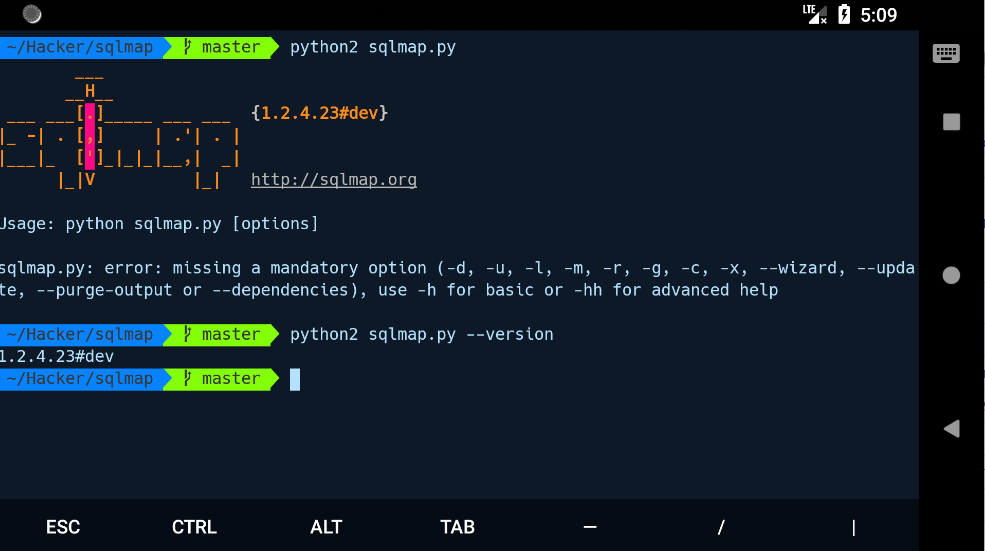 LTE 5:09
~/Hacker/sqlmap master python2 sqlmap.py
        ___
       __H__
 ___ ___[.]_____ ___ ___  {1.2.4.23#dev}
|_ -| . [,]     | .'| . |
|___|_  [']_|_|_|__,|  _|
      |_|V          |_|   http://sqlmap.org
Usage: python sqlmap.py [options]
sqlmap.py: error: missing a mandatory option (-d, -u, -l, -m, -r, -g, -c, -x, --wizard, --upda
te, --purge-output or --dependencies), use -h for basic or -hh for advanced help
~/Hacker/sqlmap master python2 sqlmap.py --version
1.2.4.23#dev
~/Hacker/sqlmap master
ESC CTRL ALT TAB — / |